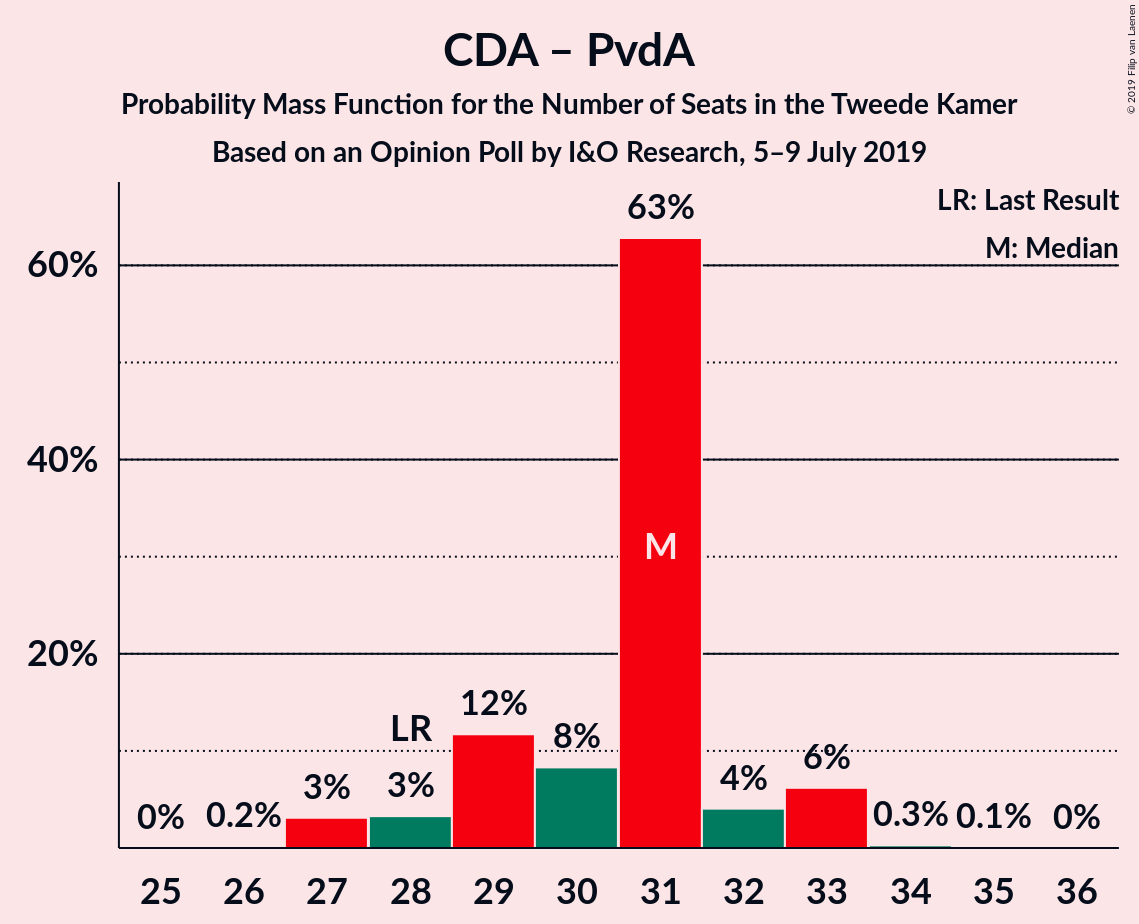 CDA – PvdA
Probability Mass Function for the Number of Seats in the Tweede Kamer
Based on an Opinion Poll by I&O Research, 5–9 July 2019
© 2019 Filip van Laenen
LR: Last Result
M: Median
60%
40%
20%
0%
0.2%
3%
LR
3%
12%
8%
63%
M
4%
6%
0.3%
0.1%
0%
25 26 27 28 29 30 31 32 33 34 35 36